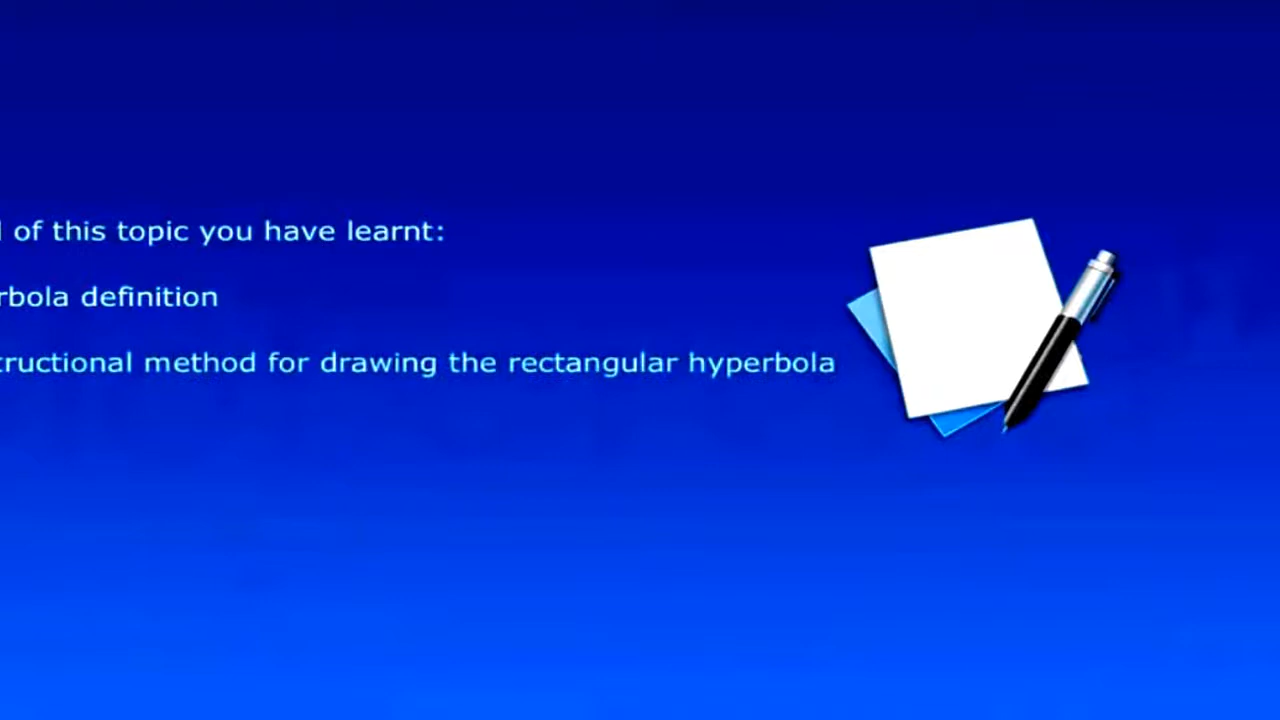 of this topic you have learnt:
rbola definition
tructional method for drawing the rectangular hyperbola